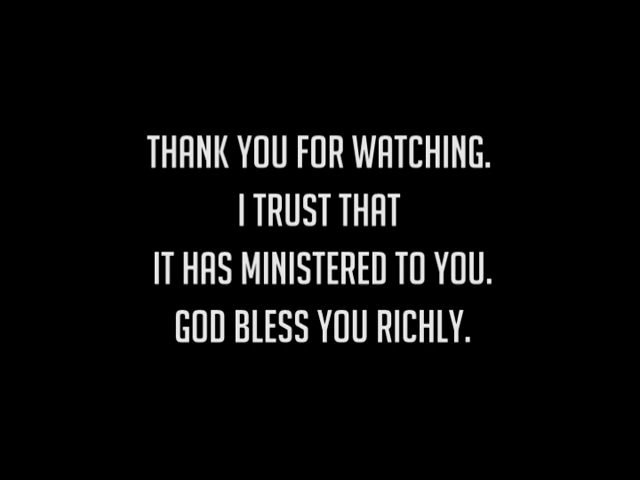 THANK YOU FOR WATCHING.
I TRUST THAT
IT HAS MINISTERED TO YOU.
GOD BLESS YOU RICHLY.